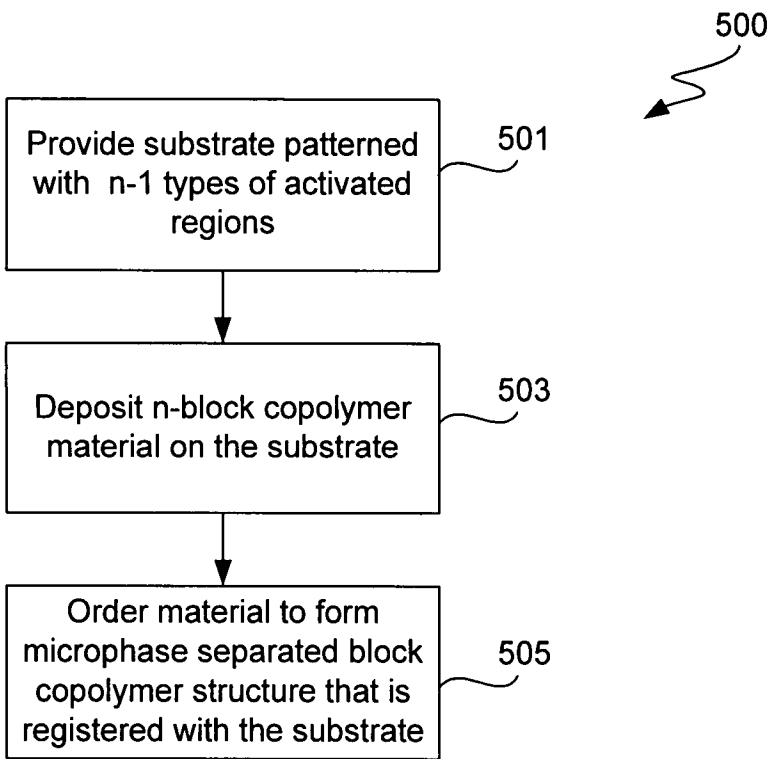 500
Provide substrate patterned
with n-1 types of activated
regions
501
Deposit n-block copolymer
material on the substrate
503
Order material to form
microphase separated block
copolymer structure that is
registered with the substrate
505